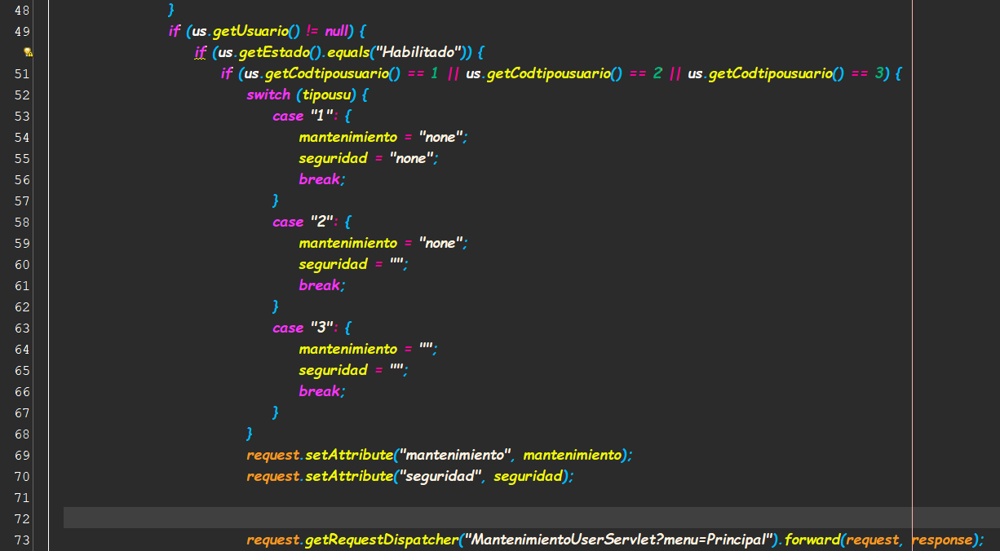 48 }
49 if (us.getUsuario() != null) {
if (us.getEstado().equals("Habilitado")) {
51 if (us.getCodtipousuario() == 1 || us.getCodtipousuario() == 2 || us.getCodtipousuario() == 3) {
52 switch (tipousu) {
53 case "1": {
54 mantenimiento = "none";
55 seguridad = "none";
56 break;
57 }
58 case "2": {
59 mantenimiento = "none";
60 seguridad = "";
61 break;
62 }
63 case "3": {
64 mantenimiento = "";
65 seguridad = "";
66 break;
67 }
68 }
69 request.setAttribute("mantenimiento", mantenimiento);
70 request.setAttribute("seguridad", seguridad);
71
72
73 request.getRequestDispatcher("MantenimientoUserServlet?menu=Principal").forward(request, response);